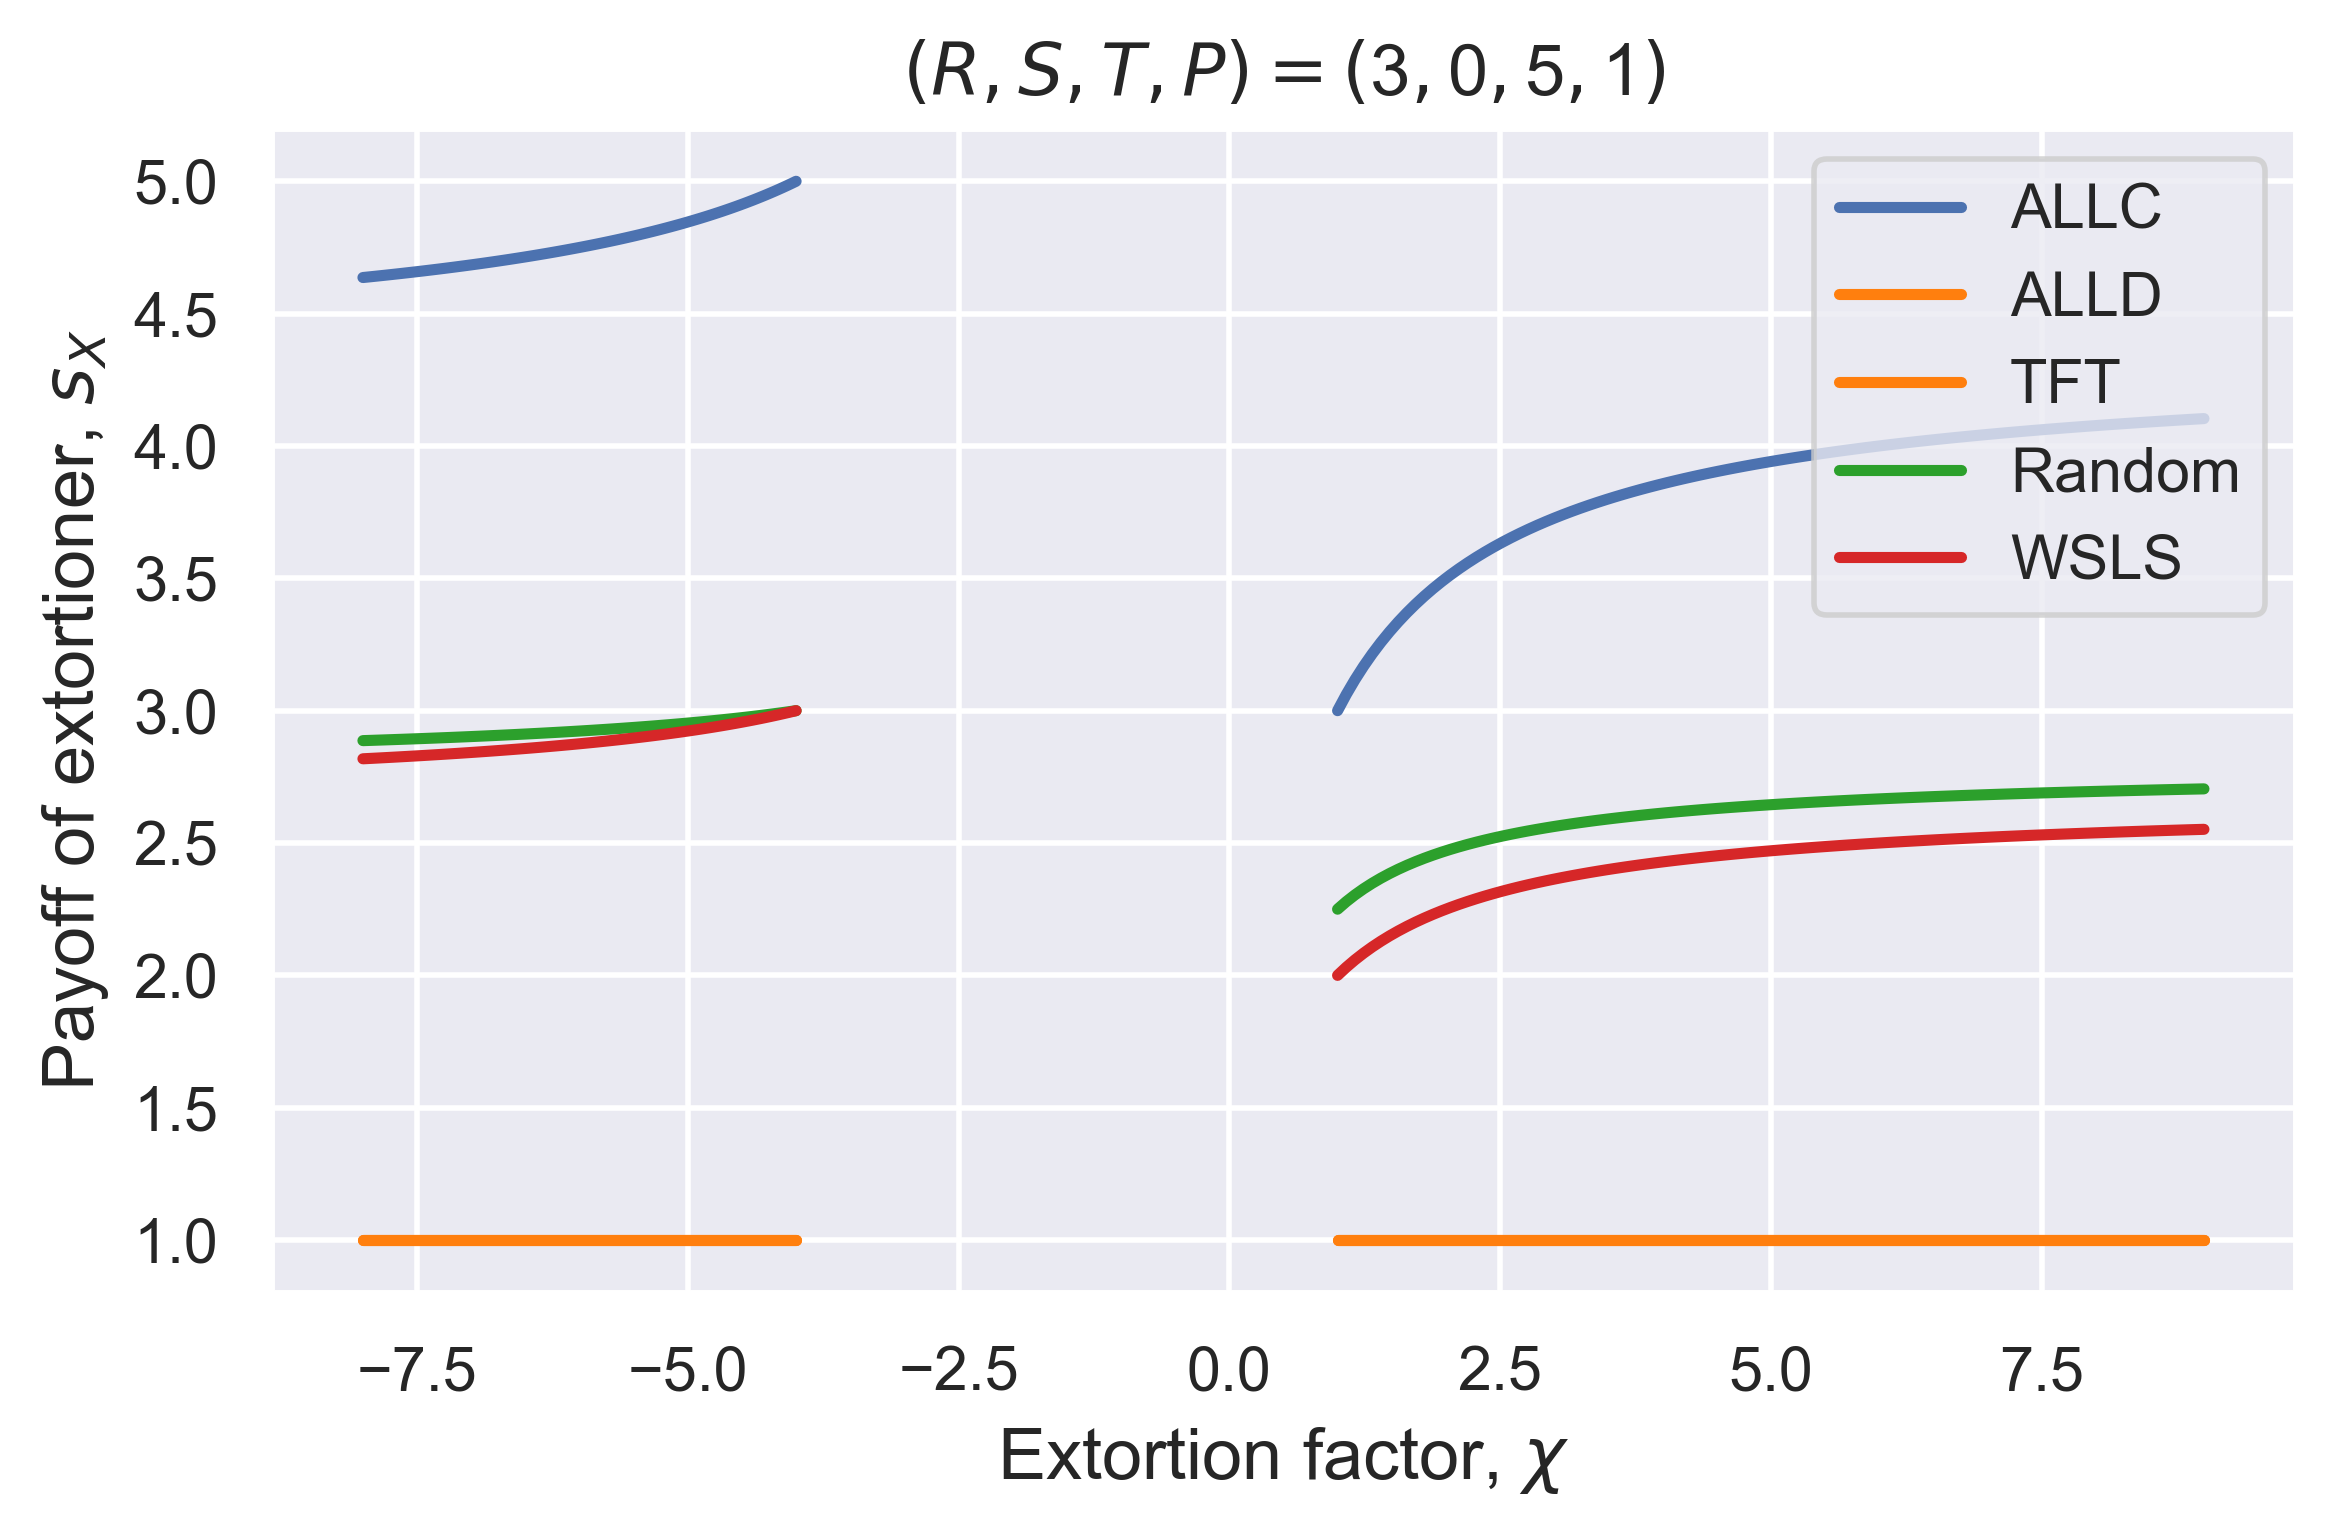 (R, S, T, P) = (3, 0, 5, 1)
Payoff of extortioner, s_X
5.0
4.5
4.0
3.5
3.0
2.5
2.0
1.5
1.0
ALLC
ALLD
TFT
Random
WSLS
−7.5 −5.0 −2.5 0.0 2.5 5.0 7.5
Extortion factor, χ